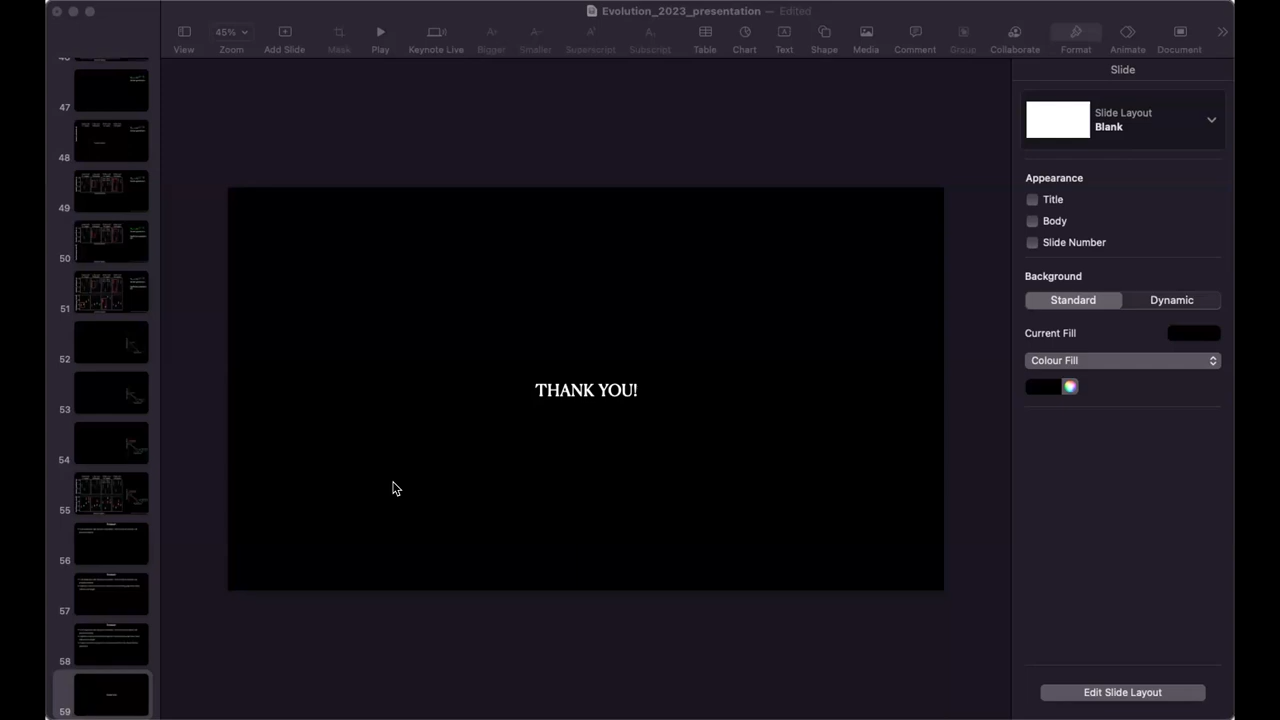 Evolution_2023_presentation — Edited
View
45%
Zoom
Add Slide
Mask
Play
Keynote Live
Bigger
Smaller
Superscript
Subscript
Table
Chart
Text
Shape
Media
Comment
Group
Collaborate
Format
Animate
Document
Slide
Slide Layout
Blank
Appearance
Title
Body
Slide Number
Background
Standard
Dynamic
Current Fill
Colour Fill
Edit Slide Layout
THANK YOU!
47
48
49
50
51
52
53
54
55
56
57
58
59